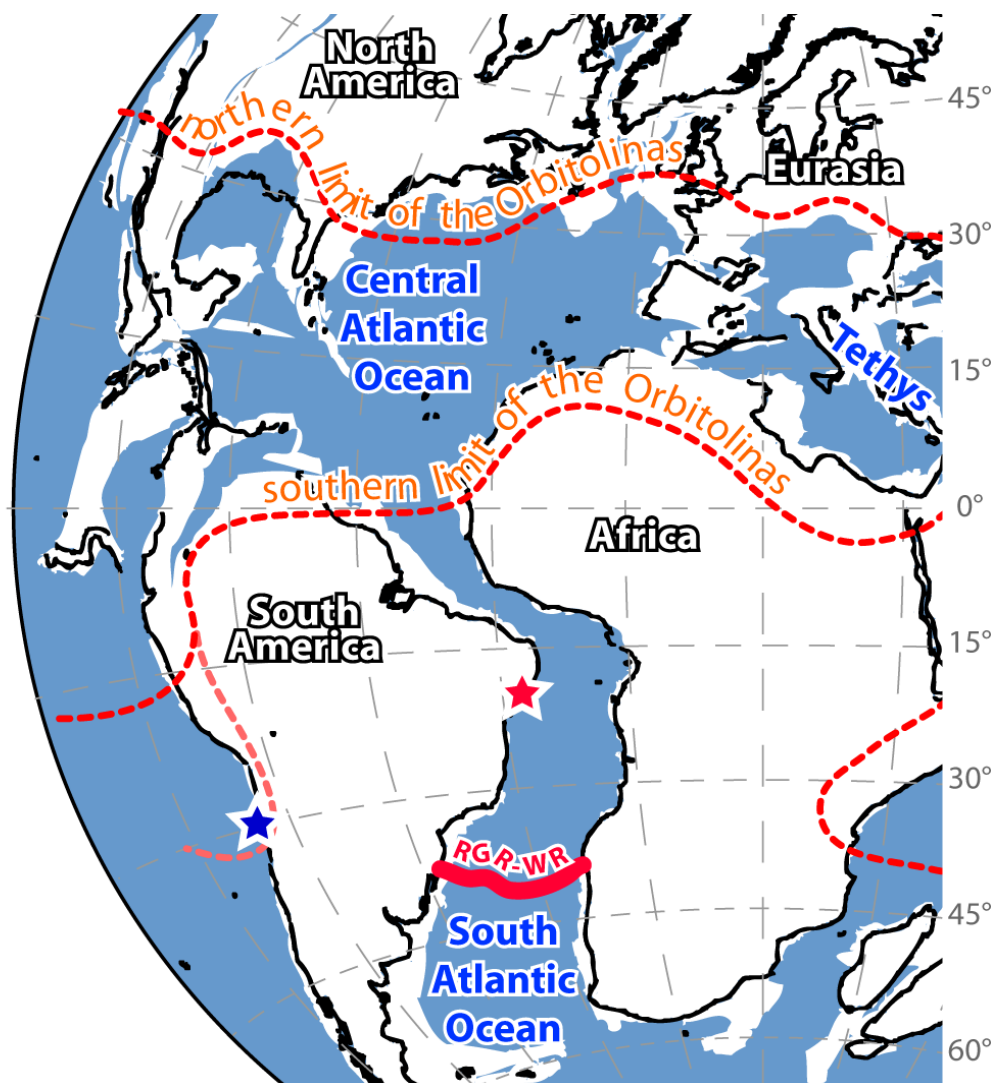 North
America
45°
northern limit of the Orbitolinas
Eurasia
30°
Central
Atlantic
Ocean
Tethys
15°
southern limit of the Orbitolinas
0°
Africa
South
America
15°
30°
RGR-WR
45°
South
Atlantic
Ocean
60°